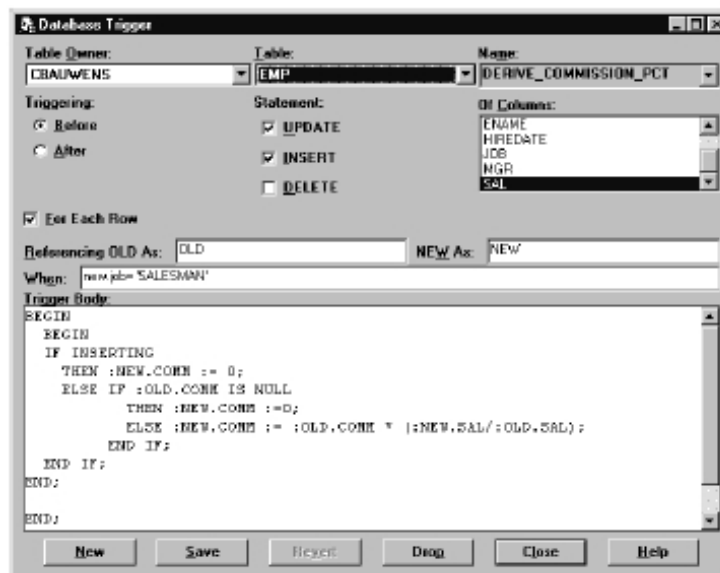 Database Trigger
Table Owner: Table: Name:
CBAUWENS EMP DERIVE_COMMISSION_PCT
Triggering: Statement: Of Columns:
Before UPDATE ENAME
HIREDATE
After INSERT JOB
MGR
DELETE SAL
For Each Row
Referencing OLD As: OLD NEW As: NEW
When: new.job= 'SALESMAN'
Trigger Body:
BEGIN
BEGIN
IF INSERTING
THEN :NEW.COMM := 0;
ELSE IF :OLD.COMM IS NULL
THEN :NEW.COMM :=0;
ELSE :NEW.COMM := :OLD.COMM * (:NEW.SAL/:OLD.SAL);
END IF;
END IF;
END;
END;
New Save Revert Drop Close Help